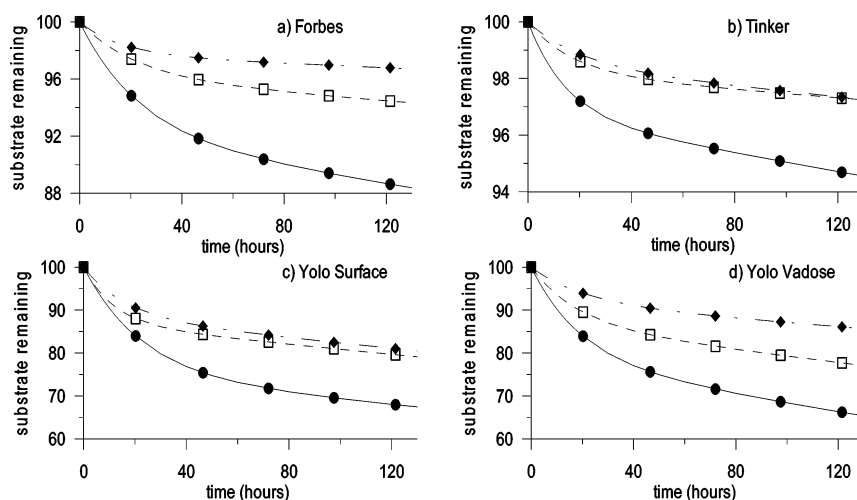 100
96
92
88
substrate remaining
a) Forbes
0
40
80
120
time (hours)
100
98
96
94
substrate remaining
b) Tinker
0
40
80
120
time (hours)
100
90
80
70
60
substrate remaining
c) Yolo Surface
0
40
80
120
time (hours)
100
90
80
70
60
substrate remaining
d) Yolo Vadose
0
40
80
120
time (hours)